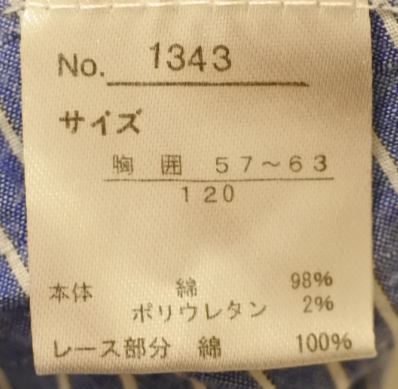 No. 1343
サイズ
胸 囲 57～63
120
本体 綿 98%
ポリウレタン 2%
レース部分 綿 100%